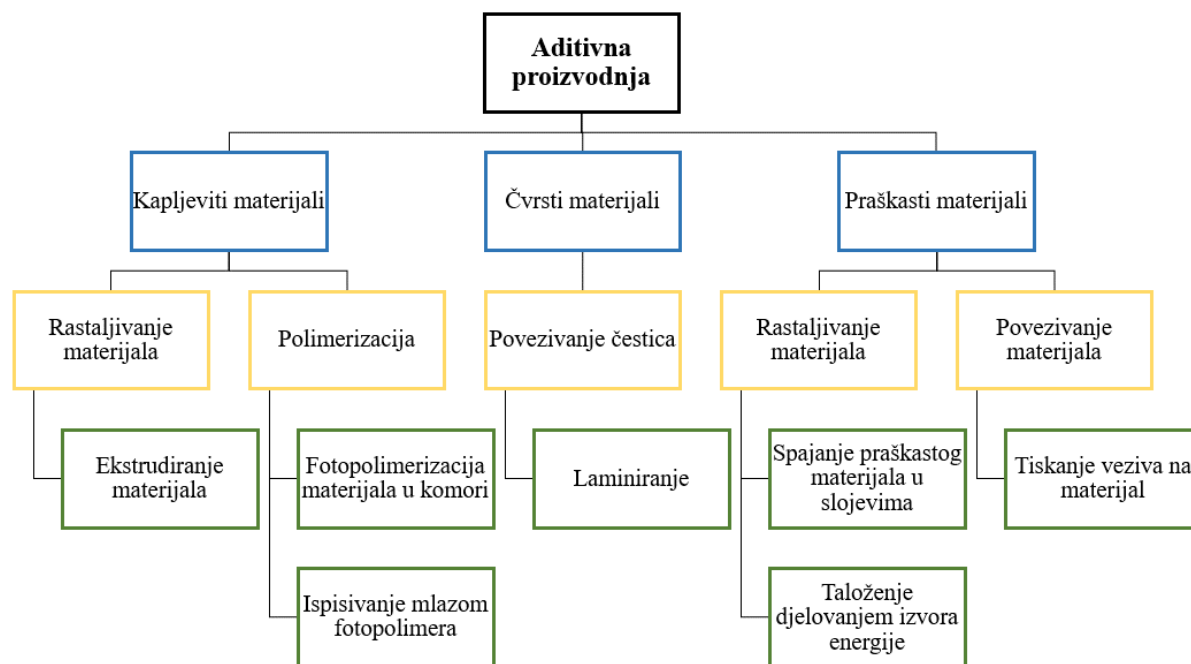 Aditivna
proizvodnja
Kapljeviti materijali
Čvrsti materijali
Praškasti materijali
Rastaljivanje
materijala
Polimerizacija
Povezivanje čestica
Rastaljivanje
materijala
Povezivanje
materijala
Ekstrudiranje
materijala
Fotopolimerizacija
materijala u komori
Laminiranje
Spajanje praškastog
materijala u
slojevima
Tiskanje veziva na
materijal
Ispisivanje mlazom
fotopolimera
Taloženje
djelovanjem izvora
energije